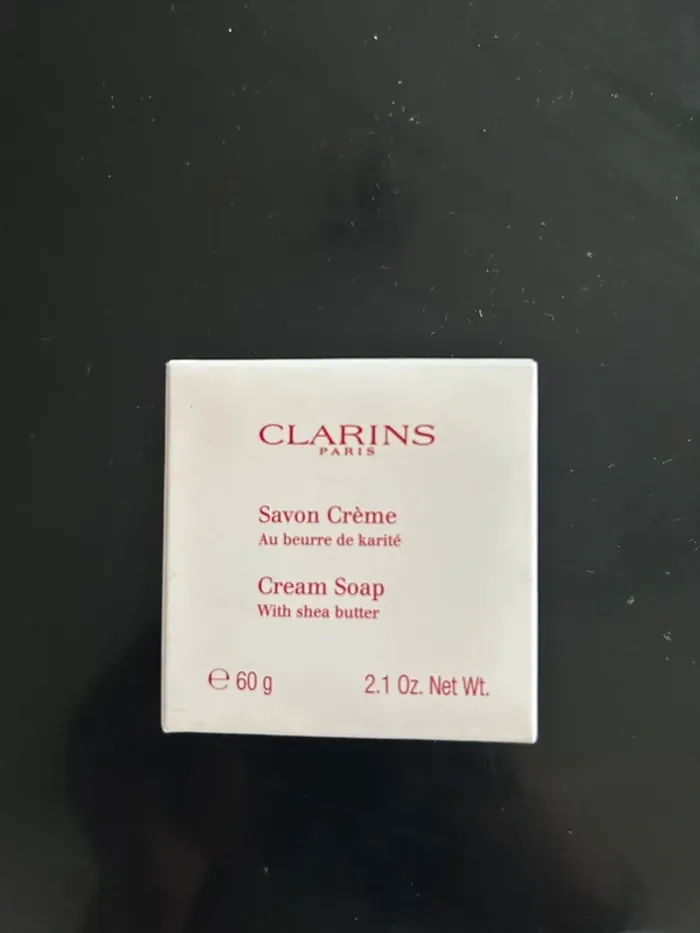 CLARINS
PARIS
Savon Crème
Au beurre de karité
Cream Soap
With shea butter
℮ 60 g 2.1 Oz. Net Wt.